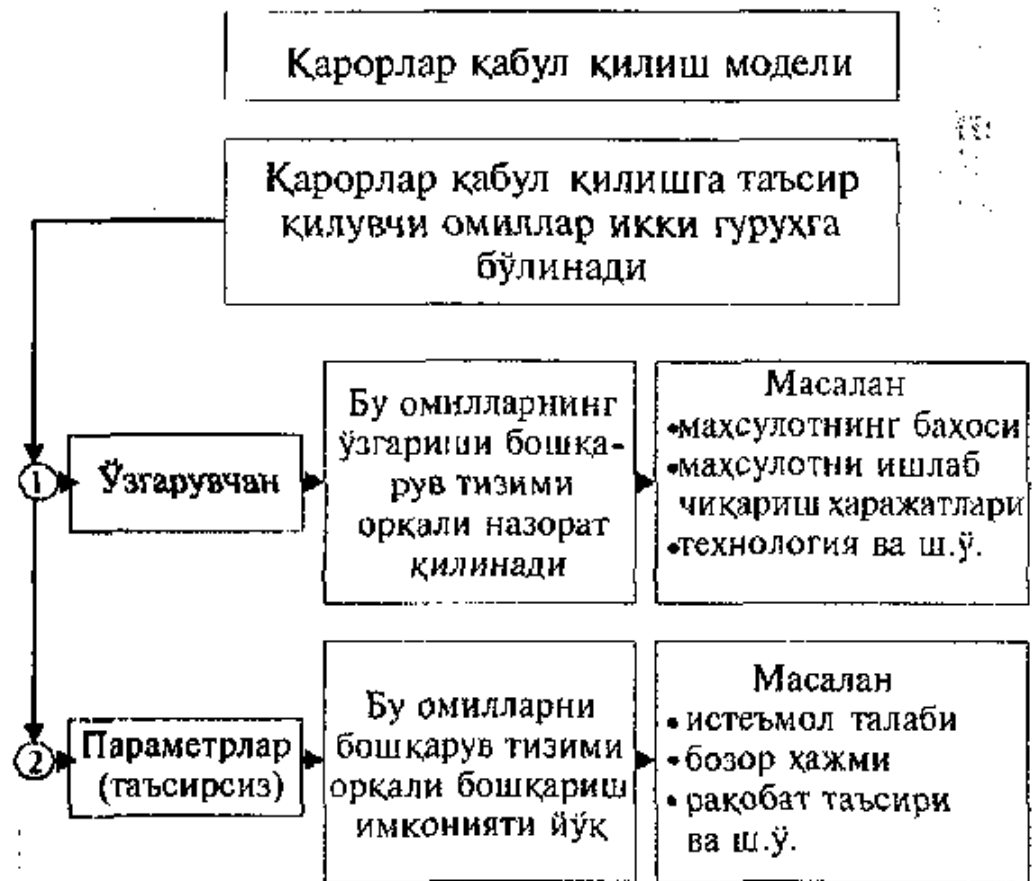 Қарорлар қабул қилиш модели
Қарорлар қабул қилишга таъсир
қилувчи омиллар икки гуруҳга
бўлинади
1
Ўзгарувчан
Бу омилларнинг
ўзгариши бошқа-
рув тизими
орқали назорат
қилинади
Масалан
•маҳсулотнинг баҳоси
•маҳсулотни ишлаб
чиқариш ҳаражатлари
•технология ва ш.ў.
2
Параметрлар
(таъсирсиз)
Бу омилларни
бошқарув тизими
орқали бошқариш
имконияти йўқ
Масалан
• истеъмол талаби
• бозор ҳажми
• рақобат таъсири
ва ш.ў.